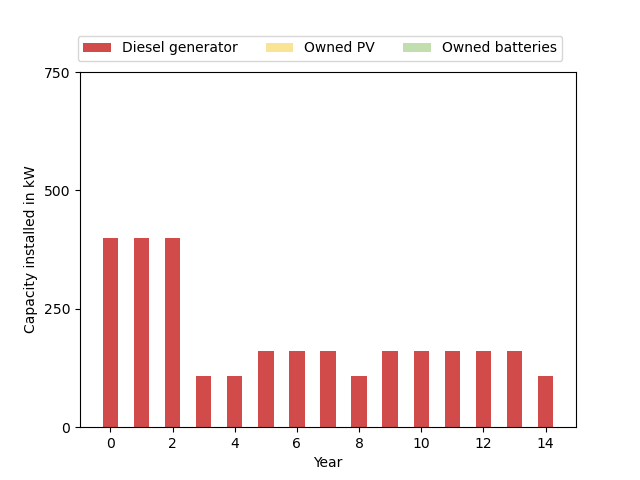 Diesel generator Owned PV Owned batteries
750
500
250
0
Capacity installed in kW
0 2 4 6 8 10 12 14
Year